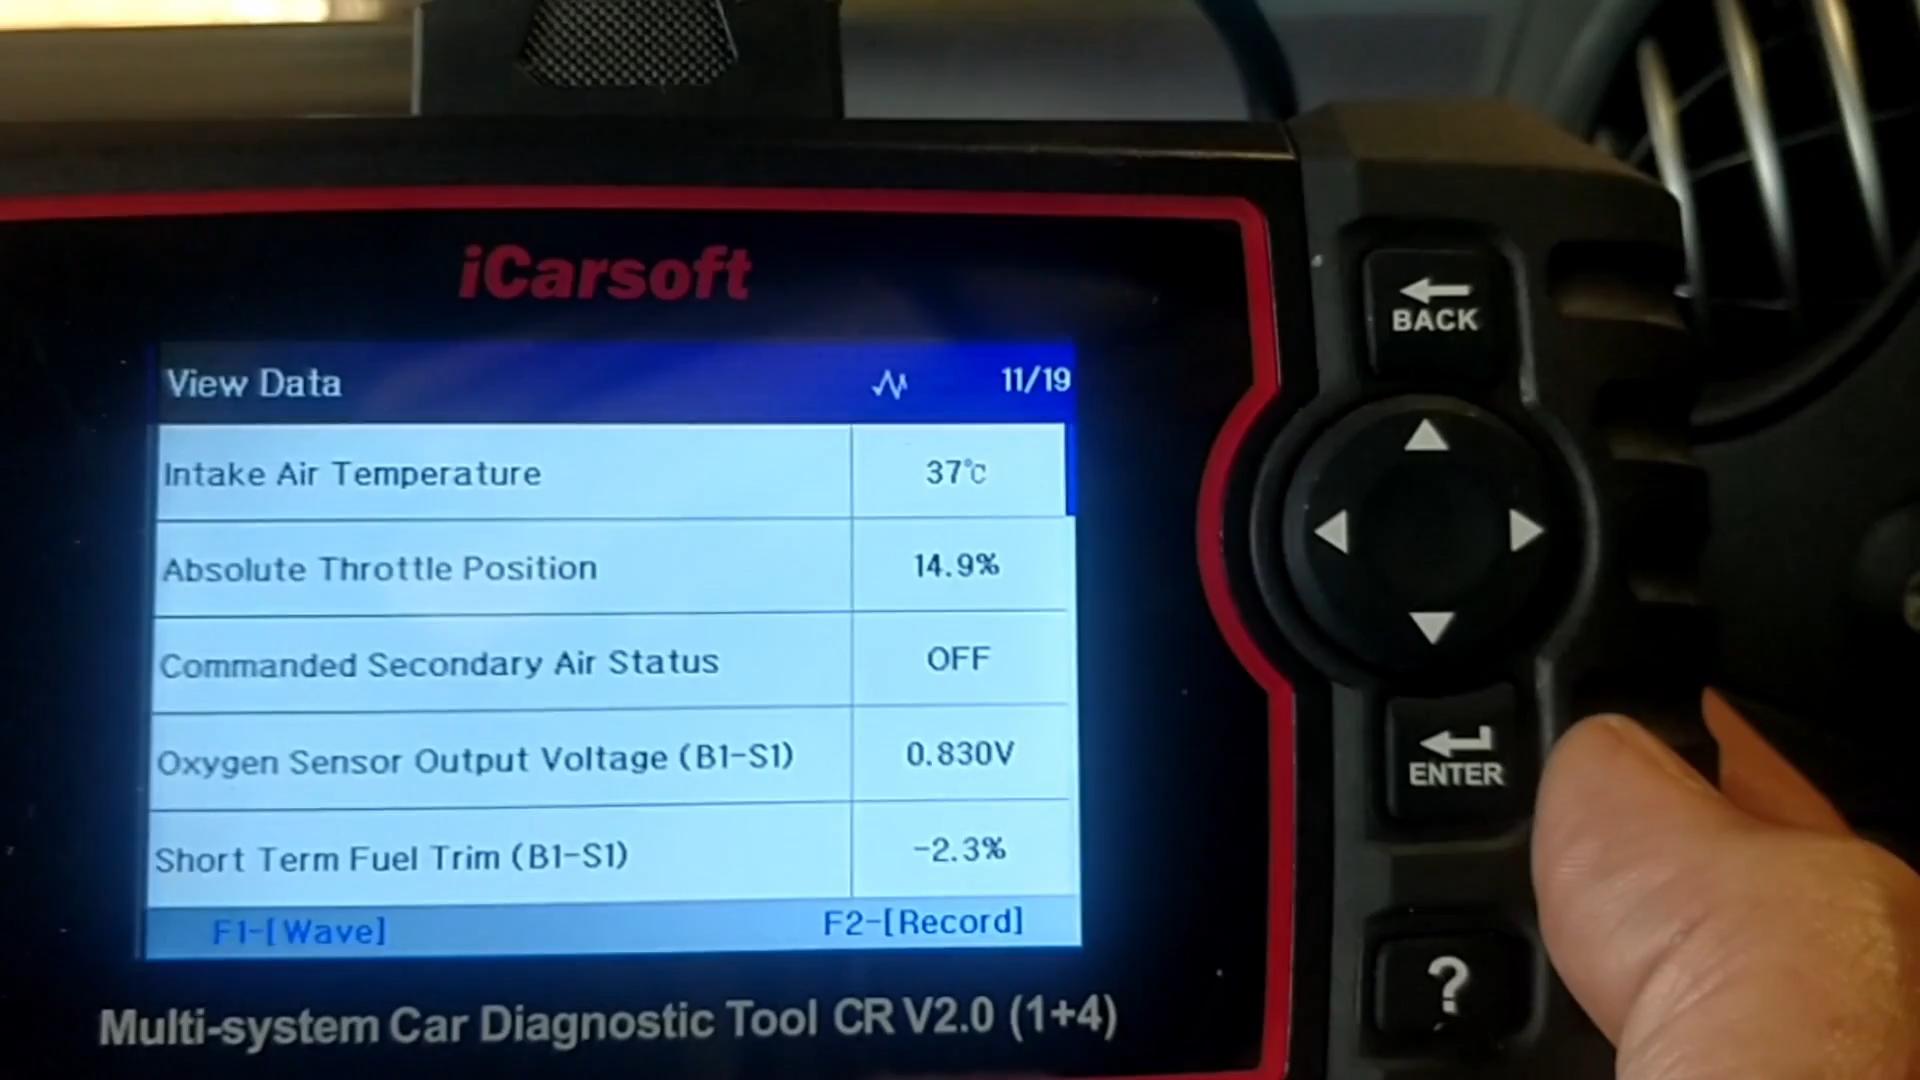 iCarsoft
View Data 11/19
Intake Air Temperature 37℃
Absolute Throttle Position 14.9%
Commanded Secondary Air Status OFF
Oxygen Sensor Output Voltage (B1-S1) 0.830V
Short Term Fuel Trim (B1-S1) -2.3%
F1-[Wave] F2-[Record]
Multi-system Car Diagnostic Tool CR V2.0 (1+4)
BACK
ENTER
?